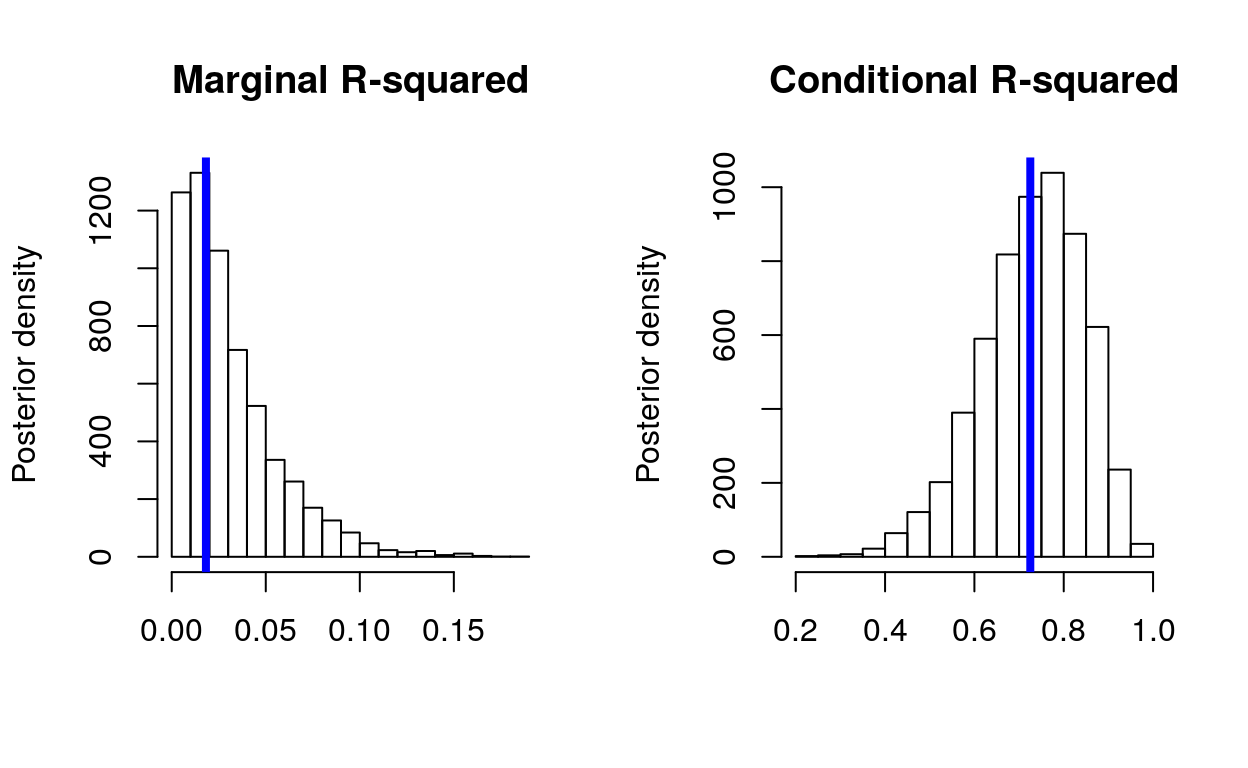 Marginal R-squared
Posterior density
1200
800
400
0
0.00 0.05 0.10 0.15
Conditional R-squared
Posterior density
1000
600
200
0
0.2 0.4 0.6 0.8 1.0